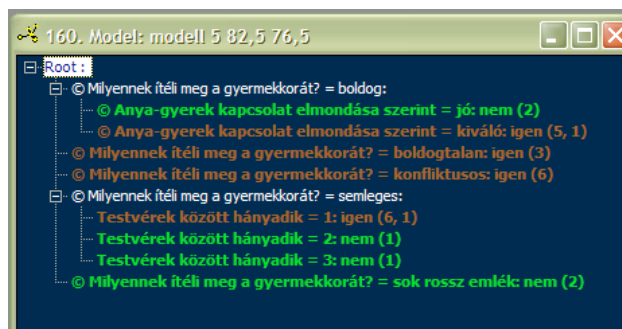 160. Model: modell 5 82,5 76,5
Root :
© Milyennek ítéli meg a gyermekkorát? = boldog:
© Anya-gyerek kapcsolat elmondása szerint = jó: nem (2)
© Anya-gyerek kapcsolat elmondása szerint = kiváló: igen (5, 1)
© Milyennek ítéli meg a gyermekkorát? = boldogtalan: igen (3)
© Milyennek ítéli meg a gyermekkorát? = konfliktusos: igen (6)
© Milyennek ítéli meg a gyermekkorát? = semleges:
Testvérek között hányadik = 1: igen (6, 1)
Testvérek között hányadik = 2: nem (1)
Testvérek között hányadik = 3: nem (1)
© Milyennek ítéli meg a gyermekkorát? = sok rossz emlék: nem (2)